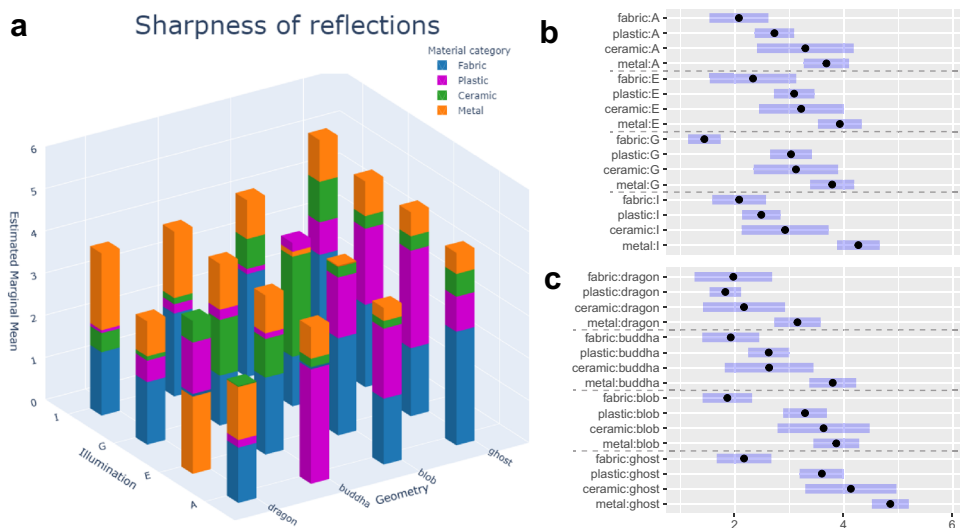 a
Sharpness of reflections
Material category
Fabric
Plastic
Ceramic
Metal
Estimated Marginal Mean
6
5
4
3
2
1
0
I
G
E
A
Illumination
dragon
buddha
blob
ghost
Geometry
b
fabric:A
plastic:A
ceramic:A
metal:A
fabric:E
plastic:E
ceramic:E
metal:E
fabric:G
plastic:G
ceramic:G
metal:G
fabric:I
plastic:I
ceramic:I
metal:I
c
fabric:dragon
plastic:dragon
ceramic:dragon
metal:dragon
fabric:buddha
plastic:buddha
ceramic:buddha
metal:buddha
fabric:blob
plastic:blob
ceramic:blob
metal:blob
fabric:ghost
plastic:ghost
ceramic:ghost
metal:ghost
2 4 6